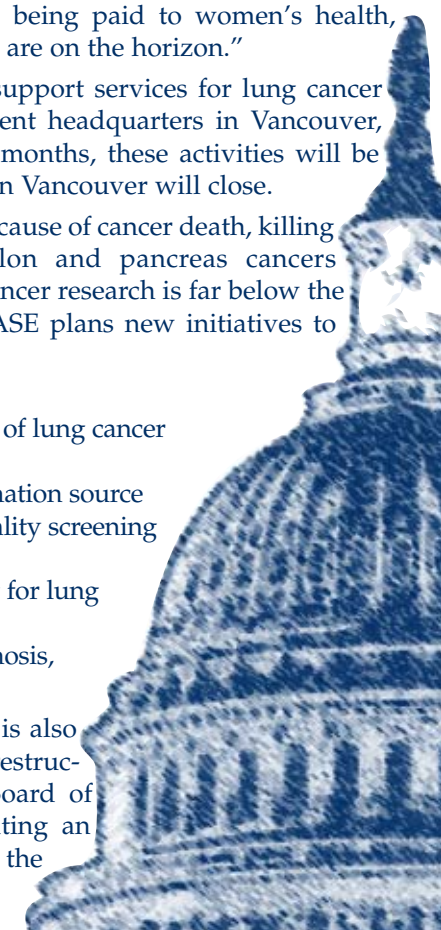 being paid to women’s health,
are on the horizon.”
support services for lung cancer
ent headquarters in Vancouver,
months, these activities will be
n Vancouver will close.
cause of cancer death, killing
lon and pancreas cancers
ncer research is far below the
ASE plans new initiatives to
of lung cancer
nation source
ality screening
for lung
nosis,
is also
estruc-
oard of
ting an
the